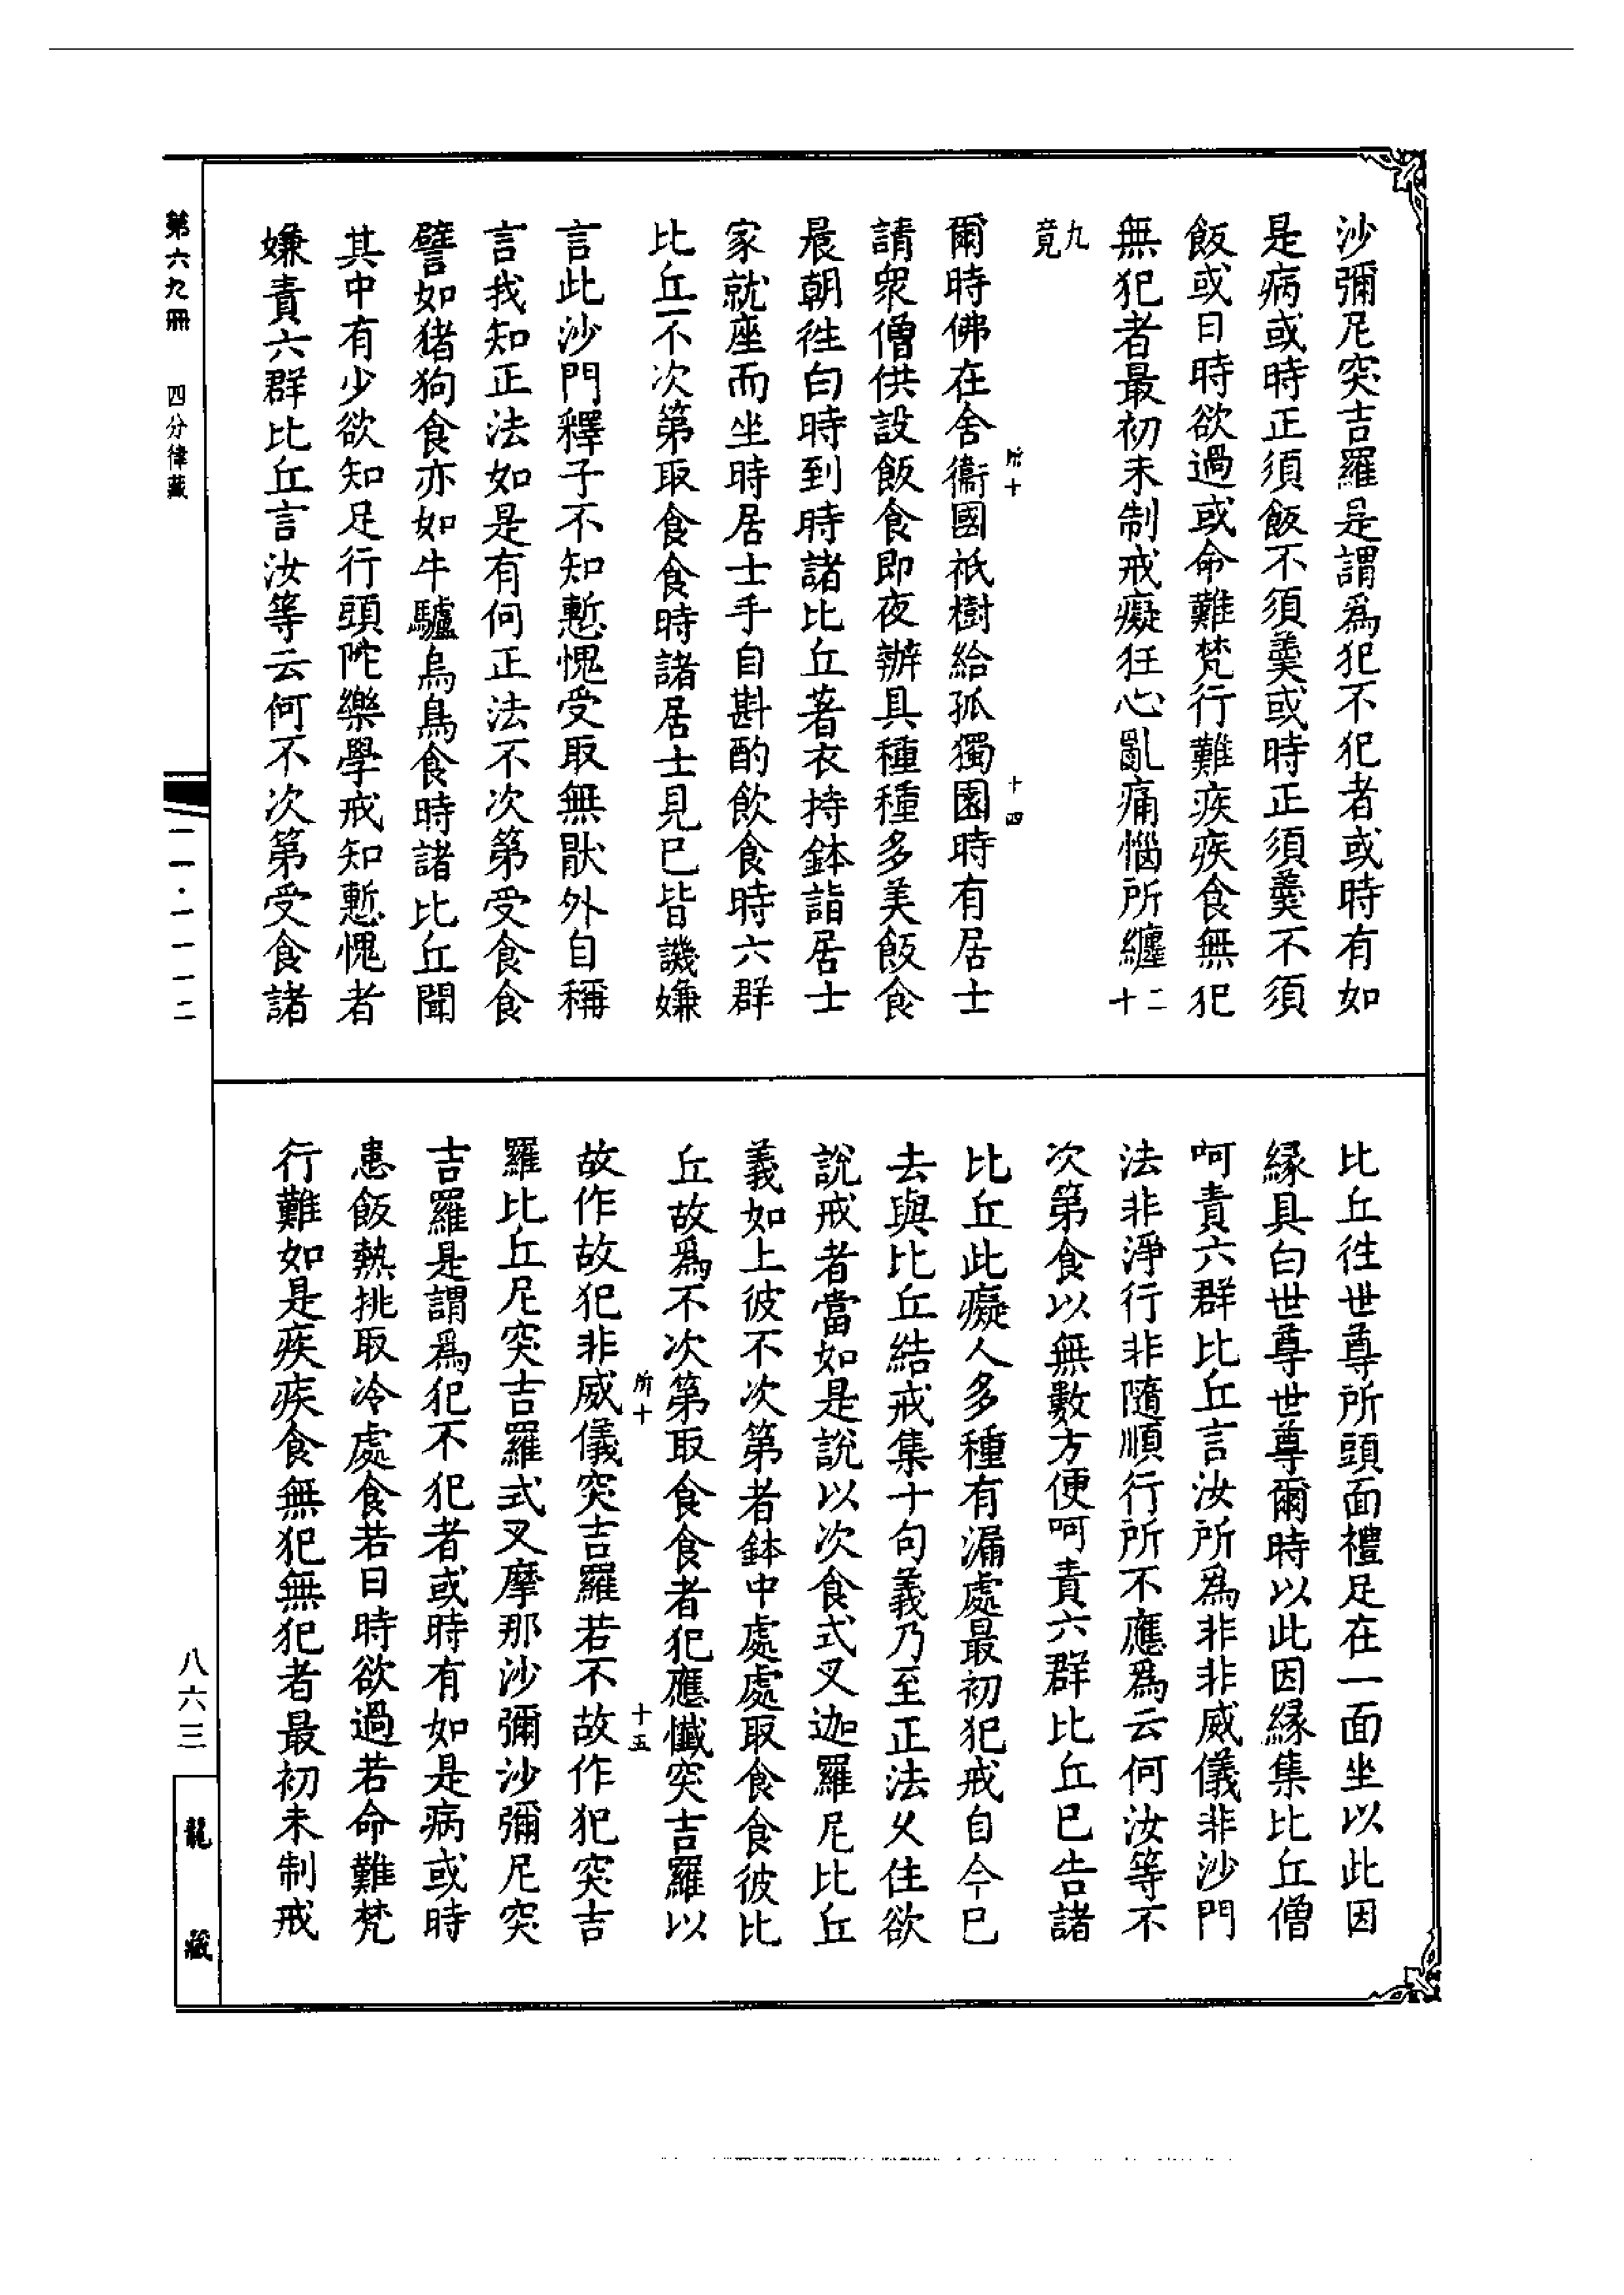 沙彌尼突吉羅是謂爲犯不犯者或時有如
是病或時正須飯不須羹或時正須羹不須
飯或日時欲過或命難梵行難疾疾食無犯
無犯者最初未制戒癡狂心亂痛惱所纏二十
九竟
所十 十四
爾時佛在舍衞國祇樹給孤獨園時有居士
請衆僧供設飯食即夜辦具種種多美飯食
晨朝徃白時到時諸比丘著衣持鉢詣居士
家就座而坐時居士手自斟酌飲食時六群
比丘不次第取食食時諸居士見已皆譏嫌
言此沙門釋子不知慙愧受取無猒外自稱
言我知正法如是有何正法不次第受食食
譬如猪狗食亦如牛驢烏鳥食時諸比丘聞
其中有少欲知足行頭陀樂學戒知慙愧者
嫌責六群比丘言汝等云何不次第受食諸
比丘徃世尊所頭面禮足在一面坐以此因
緣具白世尊世尊爾時以此因緣集比丘僧
呵責六群比丘言汝所爲非非威儀非沙門
法非淨行非隨順行所不應爲云何汝等不
次第食以無數方便呵責六群比丘已告諸
比丘此癡人多種有漏處最初犯戒自今已
去與比丘結戒集十句義乃至正法久住欲
說戒者當如是說以次食式叉迦羅尼比丘
義如上彼不次第者鉢中處處取食食彼比
丘故爲不次第取食食者犯應懺突吉羅以
所十 十五
故作故犯非威儀突吉羅若不故作犯突吉
羅比丘尼突吉羅式叉摩那沙彌沙彌尼突
吉羅是謂爲犯不犯者或時有如是病或時
患飯熱挑取冷處食若日時欲過若命難梵
行難如是疾疾食無犯無犯者最初未制戒
第六九冊 四分律藏
一一·一一一二
八六三
龍藏